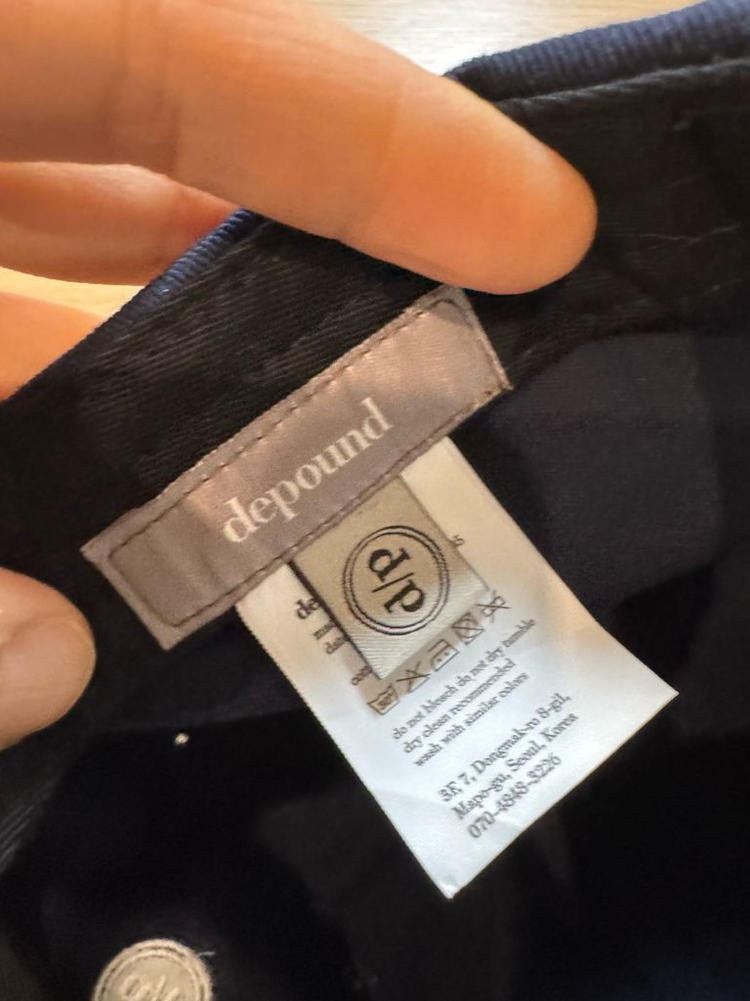 depound
d/p
de
do not bleach do not dry tumble
dry clean recommended
wash with similar colors
3F, 7, Dongmak-ro 8-gil,
Mapo-gu, Seoul, Korea
070-4848-3226